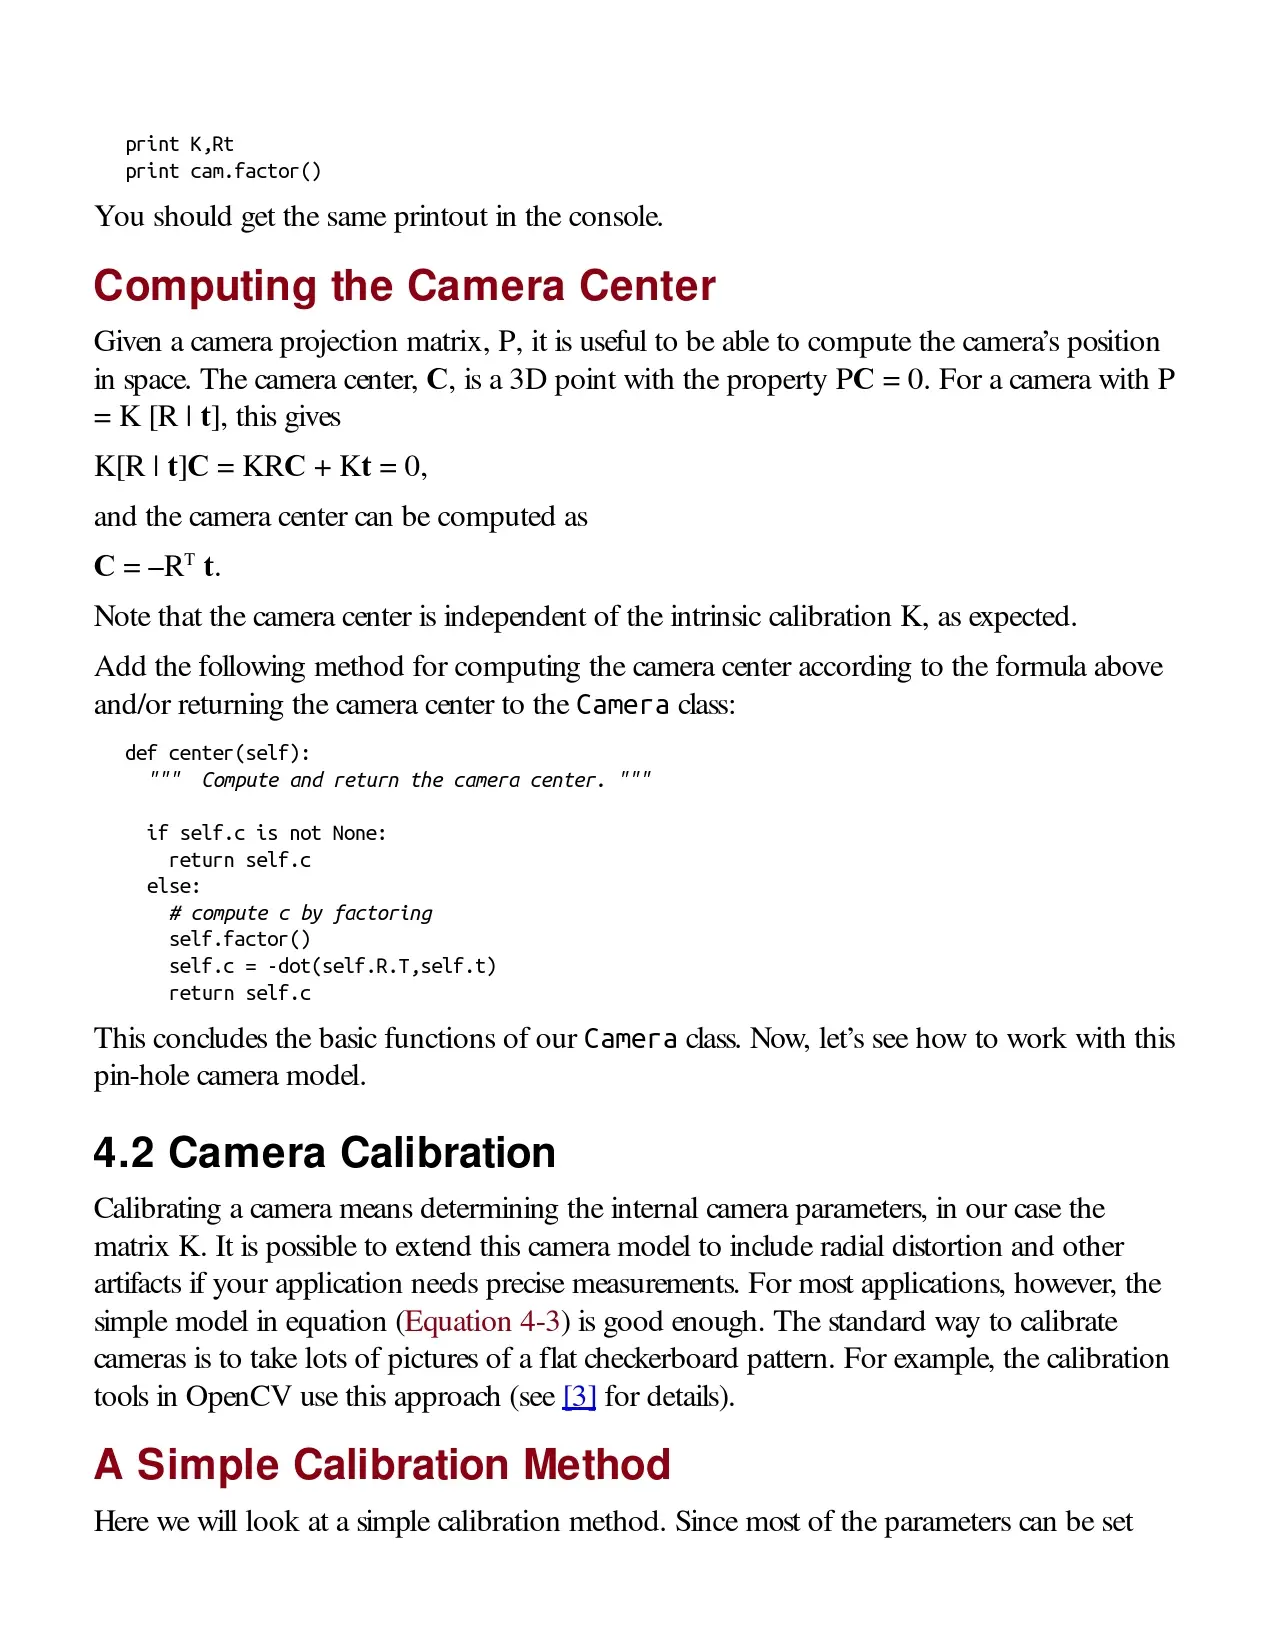 print K,Rt
print cam.factor()
You should get the same printout in the console.
Computing the Camera Center
Given a camera projection matrix, P, it is useful to be able to compute the camera’s position
in space. The camera center, C, is a 3D point with the property PC = 0. For a camera with P
= K [R | t], this gives
K[R | t]C = KRC + Kt = 0,
and the camera center can be computed as
C = –Rᵀ t.
Note that the camera center is independent of the intrinsic calibration K, as expected.
Add the following method for computing the camera center according to the formula above
and/or returning the camera center to the Camera class:
def center(self):
  """  Compute and return the camera center. """
  if self.c is not None:
    return self.c
  else:
    # compute c by factoring
    self.factor()
    self.c = -dot(self.R.T,self.t)
    return self.c
This concludes the basic functions of our Camera class. Now, let’s see how to work with this
pin-hole camera model.
4.2 Camera Calibration
Calibrating a camera means determining the internal camera parameters, in our case the
matrix K. It is possible to extend this camera model to include radial distortion and other
artifacts if your application needs precise measurements. For most applications, however, the
simple model in equation (Equation 4-3) is good enough. The standard way to calibrate
cameras is to take lots of pictures of a flat checkerboard pattern. For example, the calibration
tools in OpenCV use this approach (see [3] for details).
A Simple Calibration Method
Here we will look at a simple calibration method. Since most of the parameters can be set